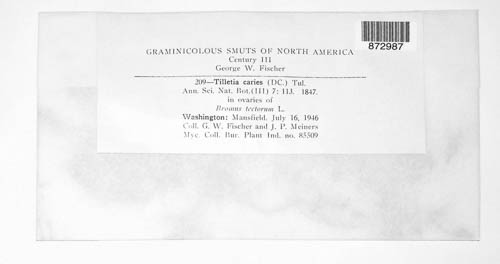 872987
GRAMINICOLOUS SMUTS OF NORTH AMERICA
Century III
George W. Fischer
209—Tilletia caries (DC.) Tul.
Ann. Sci. Nat. Bot. (III) 7: 113. 1847.
in ovaries of
Bromus tectorum L.
Washington: Mansfield, July 16, 1946
Coll. G. W. Fischer and J. P. Meiners
Myc. Coll. Bur. Plant Ind. no. 85309